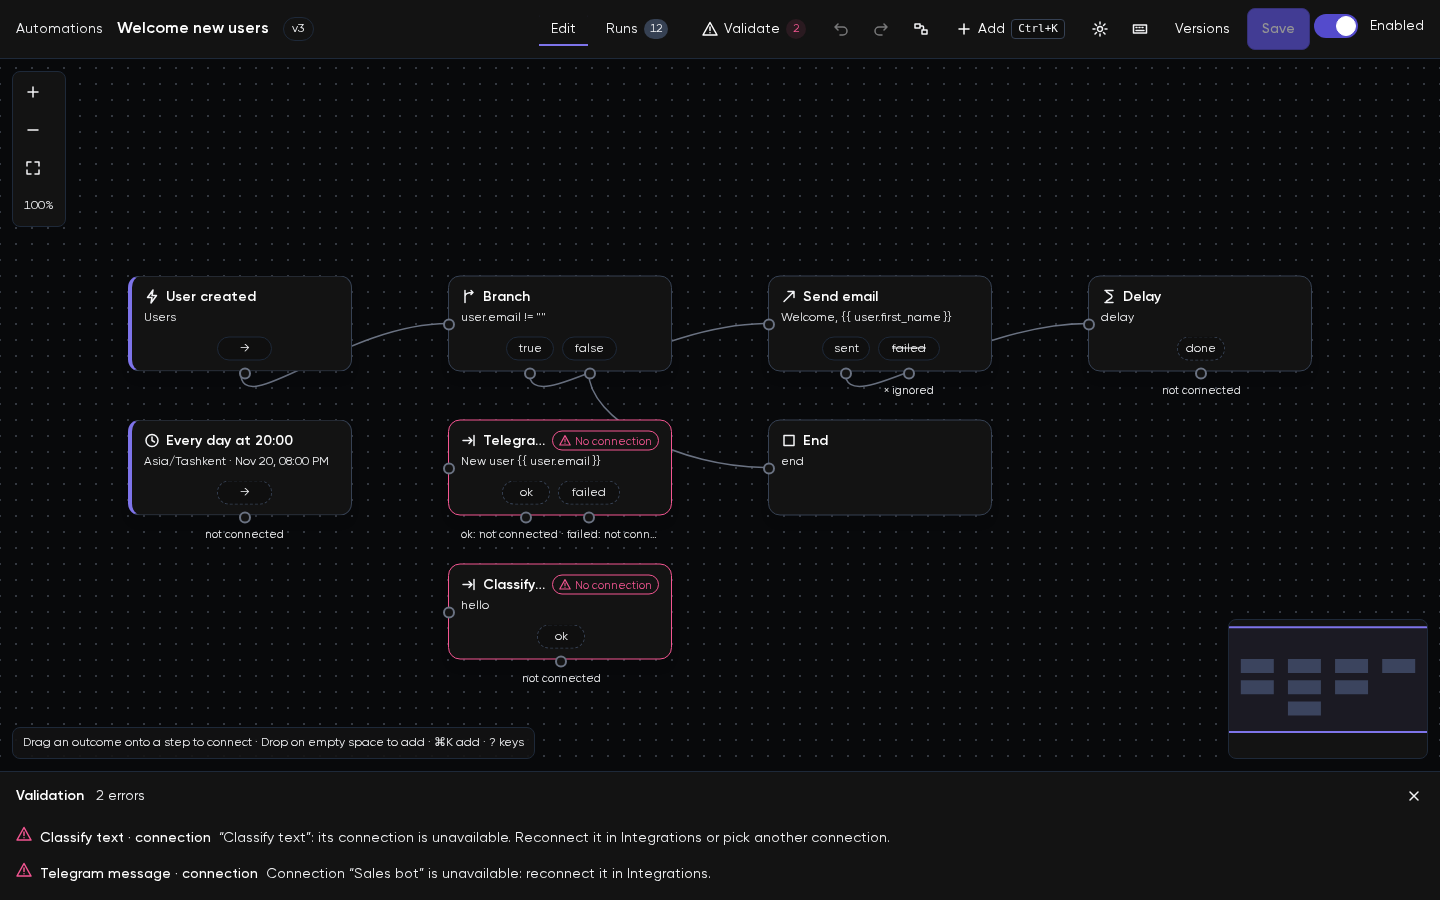 Automations Welcome new users v3 Edit Runs 12 Validate 2 Add Ctrl+K Versions Save Enabled
100%
User created
Users
→
Branch
user.email != ""
true false
Send email
Welcome, {{ user.first_name }}
sent failed
× ignored
Delay
delay
done
not connected
Every day at 20:00
Asia/Tashkent · Nov 20, 08:00 PM
→
not connected
Telegra... No connection
New user {{ user.email }}
ok failed
ok: not connected · failed: not conn...
End
end
Classify... No connection
hello
ok
not connected
Drag an outcome onto a step to connect · Drop on empty space to add · ⌘K add · ? keys
Validation 2 errors
Classify text · connection “Classify text”: its connection is unavailable. Reconnect it in Integrations or pick another connection.
Telegram message · connection Connection “Sales bot” is unavailable: reconnect it in Integrations.